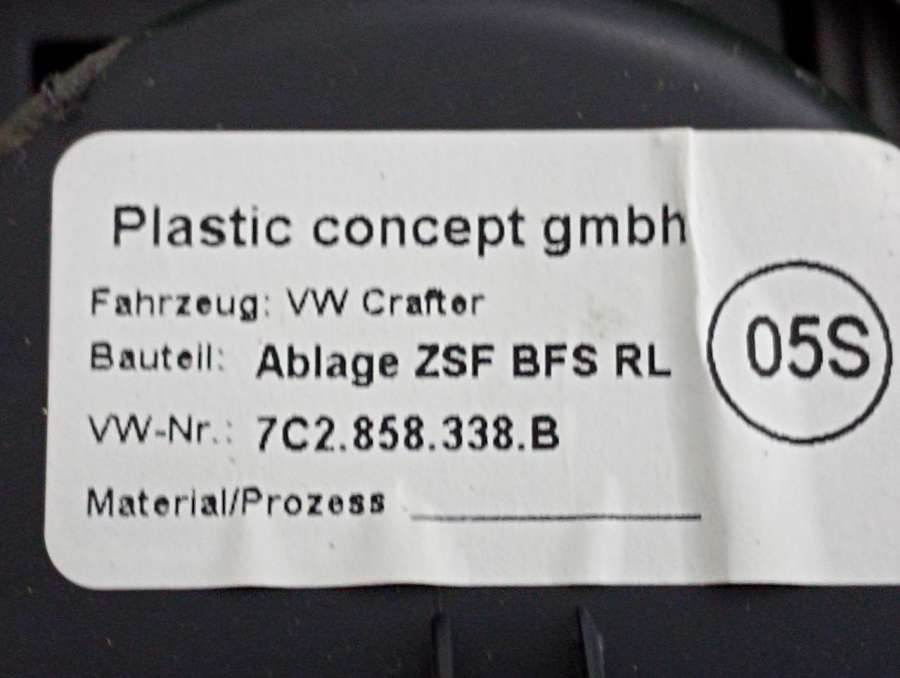 Plastic concept gmbh
Fahrzeug: VW Crafter
Bauteil: Ablage ZSF BFS RL
05S
VW-Nr.: 7C2.858.338.B
Material/Prozess